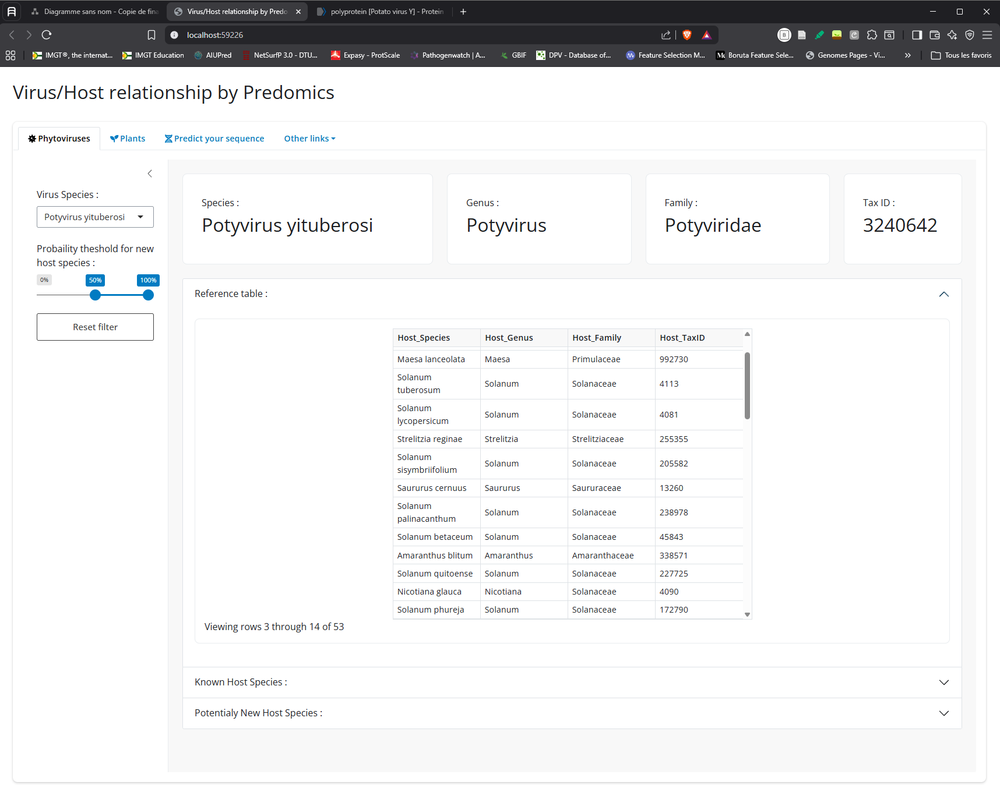 Diagramme sans nom - Copie de fina
Virus/Host relationship by Predo
polyprotein [Potato virus Y] - Protein
localhost:59226
IMGT®, the internat...
IMGT Education
AIUPred
NetSurfP 3.0 - DTU...
Expasy - ProtScale
Pathogenwatch | A...
GBIF
DPV - Database of...
Feature Selection M...
Boruta Feature Sele...
Genomes Pages - Vi...
Tous les favoris
Virus/Host relationship by Predomics
Phytoviruses
Plants
Predict your sequence
Other links
Virus Species :
Potyvirus yituberosi
Probaility theshold for new
host species :
0%
50%
100%
Reset filter
Species :
Potyvirus yituberosi
Genus :
Potyvirus
Family :
Potyviridae
Tax ID :
3240642
Reference table :
Host_Species Host_Genus Host_Family Host_TaxID
Maesa lanceolata Maesa Primulaceae 992730
Solanum
tuberosum Solanum Solanaceae 4113
Solanum
lycopersicum Solanum Solanaceae 4081
Strelitzia reginae Strelitzia Strelitziaceae 255355
Solanum
sisymbriifolium Solanum Solanaceae 205582
Saururus cernuus Saururus Saururaceae 13260
Solanum
palinacanthum Solanum Solanaceae 238978
Solanum betaceum Solanum Solanaceae 45843
Amaranthus blitum Amaranthus Amaranthaceae 338571
Solanum quitoense Solanum Solanaceae 227725
Nicotiana glauca Nicotiana Solanaceae 4090
Solanum phureja Solanum Solanaceae 172790
Viewing rows 3 through 14 of 53
Known Host Species :
Potentialy New Host Species :